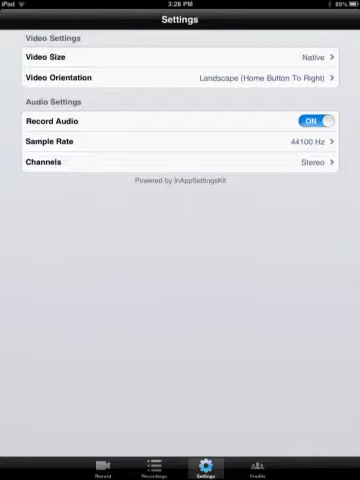 iPad 3:28 PM 85%
Settings
Video Settings
Video Size Native
Video Orientation Landscape (Home Button To Right)
Audio Settings
Record Audio ON
Sample Rate 44100 Hz
Channels Stereo
Powered by InAppSettingsKit
Record Recordings Settings Credits